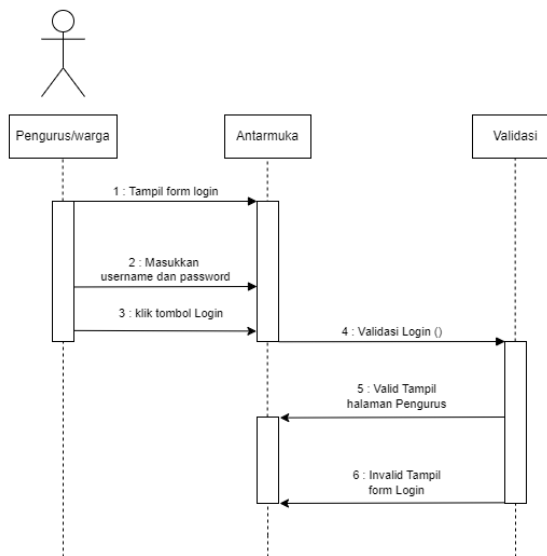 Pengurus/warga
Antarmuka
Validasi
1 : Tampil form login
2 : Masukkan
username dan password
3 : klik tombol Login
4 : Validasi Login ()
5 : Valid Tampil
halaman Pengurus
6 : Invalid Tampil
form Login